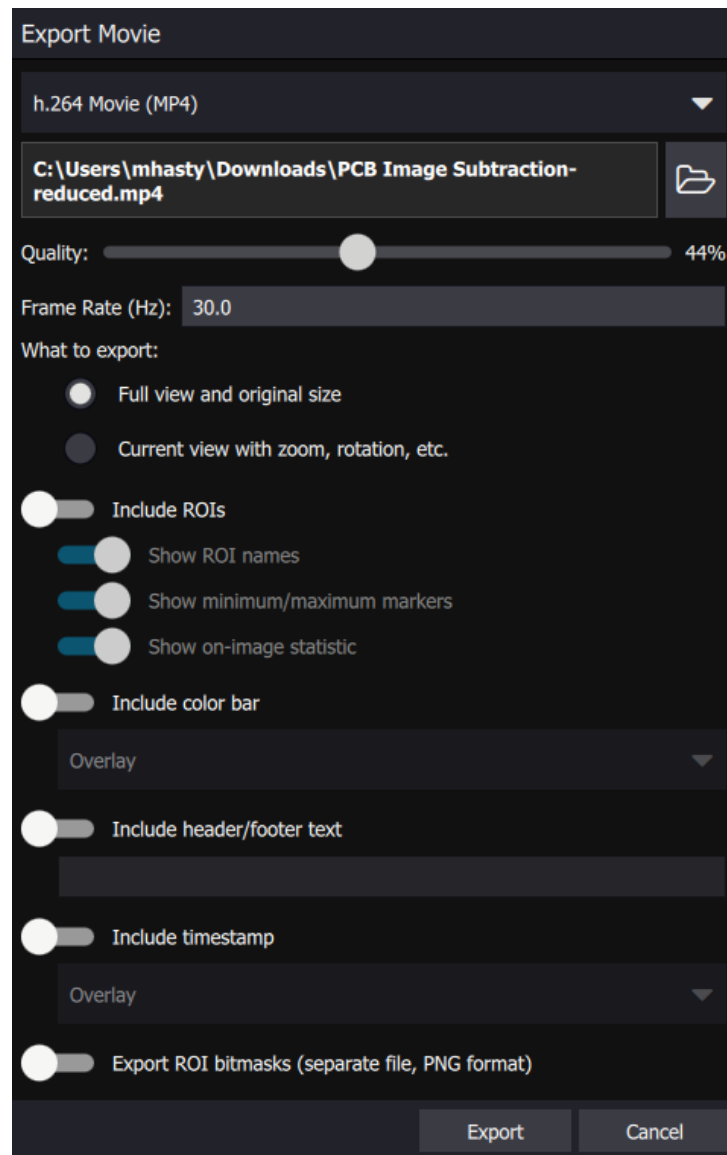 Export Movie
h.264 Movie (MP4)
C:\Users\mhasty\Downloads\PCB Image Subtraction-
reduced.mp4
Quality: 44%
Frame Rate (Hz): 30.0
What to export:
Full view and original size
Current view with zoom, rotation, etc.
Include ROIs
Show ROI names
Show minimum/maximum markers
Show on-image statistic
Include color bar
Overlay
Include header/footer text
Include timestamp
Overlay
Export ROI bitmasks (separate file, PNG format)
Export Cancel